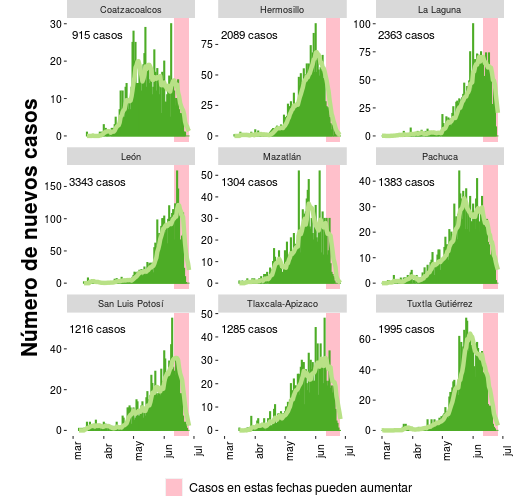 Coatzacoalcos
Hermosillo
La Laguna
915 casos
2089 casos
2363 casos
30
20
10
0
75
50
25
0
100
75
50
25
0
León
Mazatlán
Pachuca
3343 casos
1304 casos
1383 casos
150
100
50
0
50
40
30
20
10
0
40
30
20
10
0
San Luis Potosí
Tlaxcala-Apizaco
Tuxtla Gutiérrez
1216 casos
1285 casos
1995 casos
40
20
0
50
40
30
20
10
0
60
40
20
0
mar abr may jun jul
mar abr may jun jul
mar abr may jun jul
Número de nuevos casos
Casos en estas fechas pueden aumentar